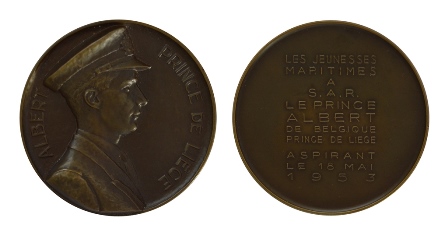 ALBERT
PRINCE DE LIEGE
LES JEUNESSES
MARITIMES
A
S.A.R.
LE PRINCE
ALBERT
DE BELGIQUE
PRINCE DE LIEGE
ASPIRANT
LE 16 MAI
1953